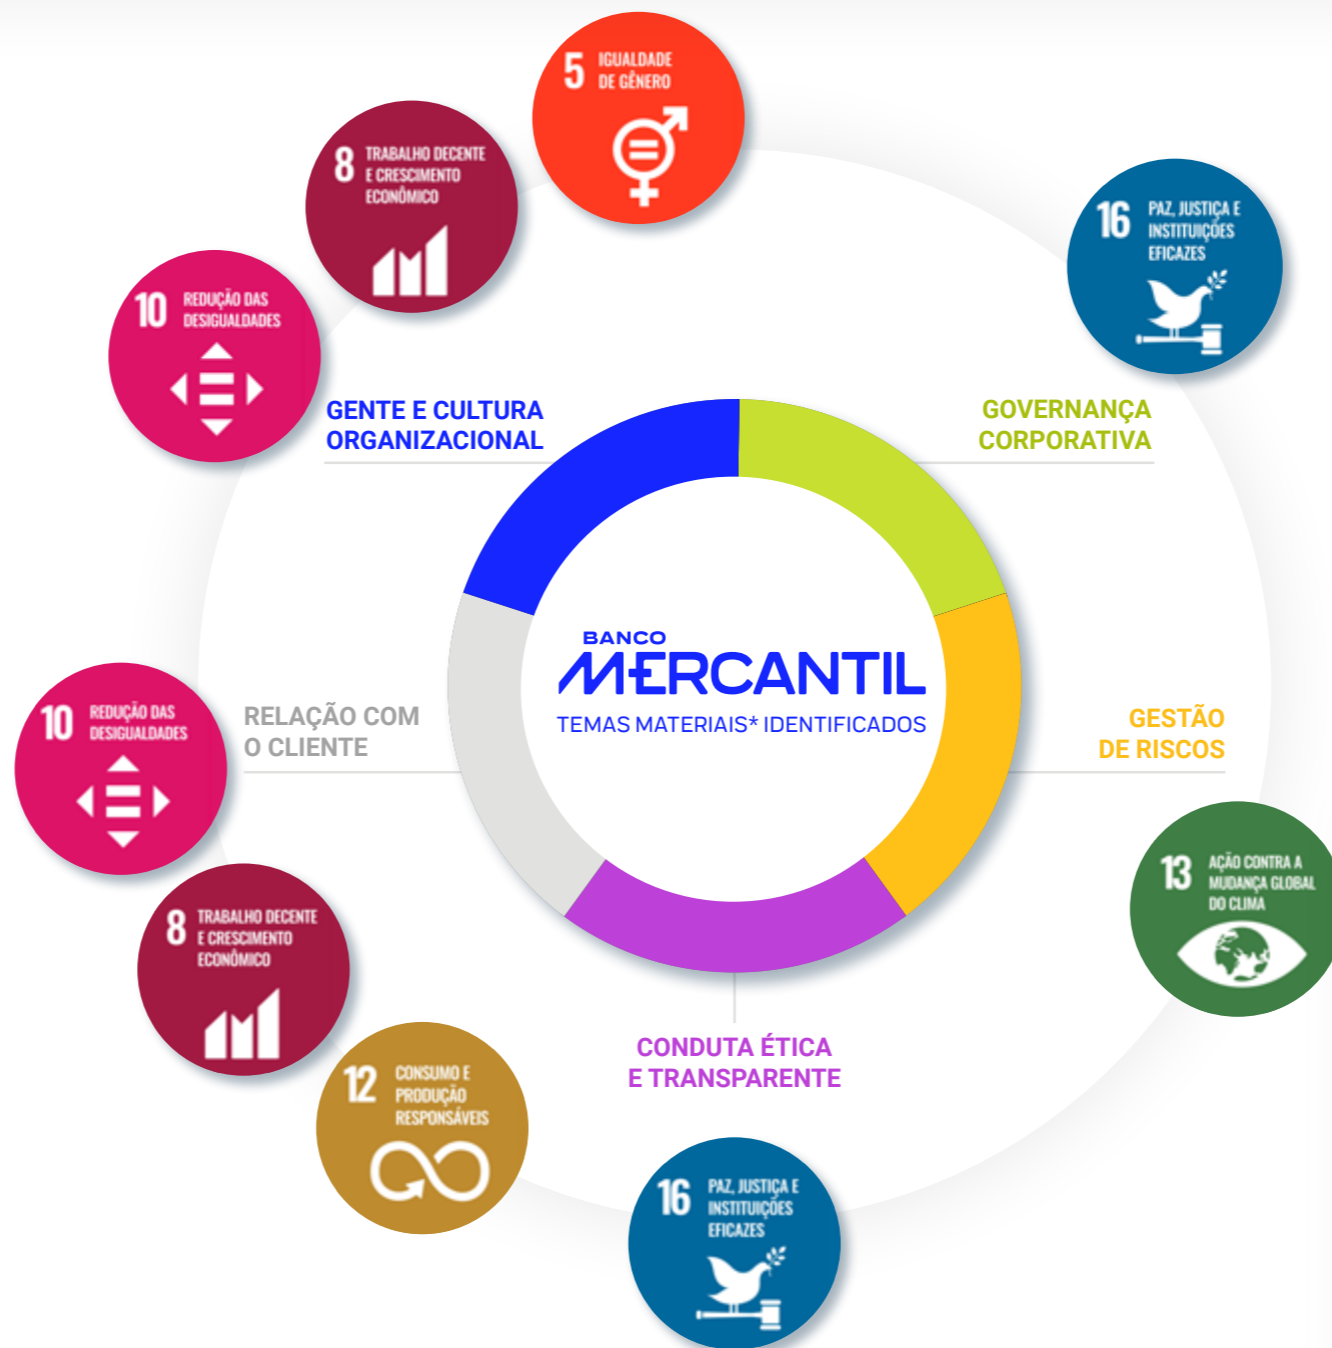 5
IGUALDADE
DE GÊNERO
8
TRABALHO DECENTE
E CRESCIMENTO
ECONÔMICO
16
PAZ, JUSTIÇA E
INSTITUIÇÕES
EFICAZES
10
REDUÇÃO DAS
DESIGUALDADES
GENTE E CULTURA
ORGANIZACIONAL
GOVERNANÇA
CORPORATIVA
BANCO
MERCANTIL
TEMAS MATERIAIS* IDENTIFICADOS
10
REDUÇÃO DAS
DESIGUALDADES
RELAÇÃO COM
O CLIENTE
GESTÃO
DE RISCOS
13
AÇÃO CONTRA A
MUDANÇA GLOBAL
DO CLIMA
8
TRABALHO DECENTE
E CRESCIMENTO
ECONÔMICO
CONDUTA ÉTICA
E TRANSPARENTE
12
CONSUMO E
PRODUÇÃO
RESPONSÁVEIS
16
PAZ, JUSTIÇA E
INSTITUIÇÕES
EFICAZES